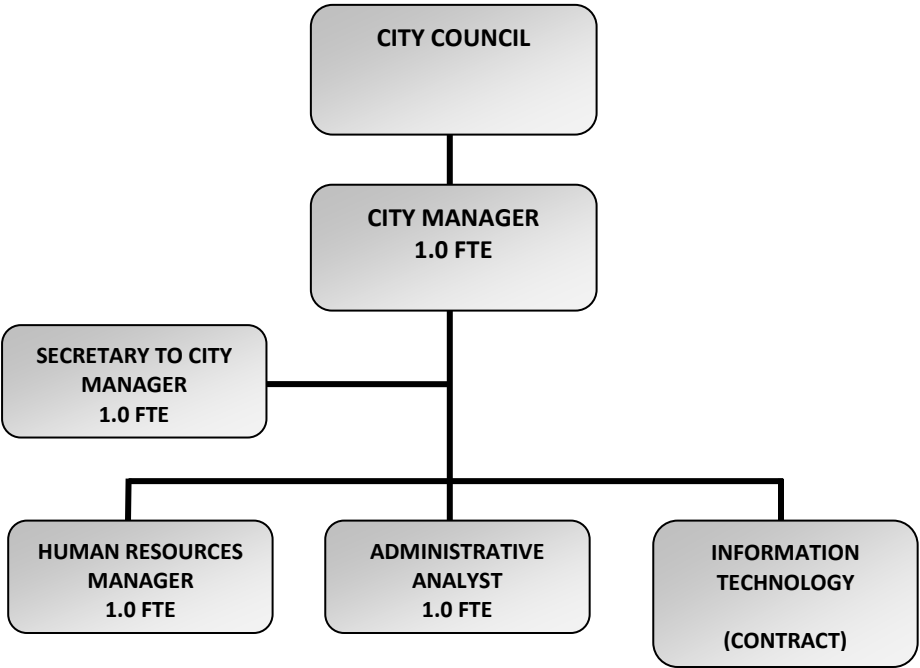 CITY COUNCIL
CITY MANAGER
1.0 FTE
SECRETARY TO CITY
MANAGER
1.0 FTE
HUMAN RESOURCES
MANAGER
1.0 FTE
ADMINISTRATIVE
ANALYST
1.0 FTE
INFORMATION
TECHNOLOGY
(CONTRACT)